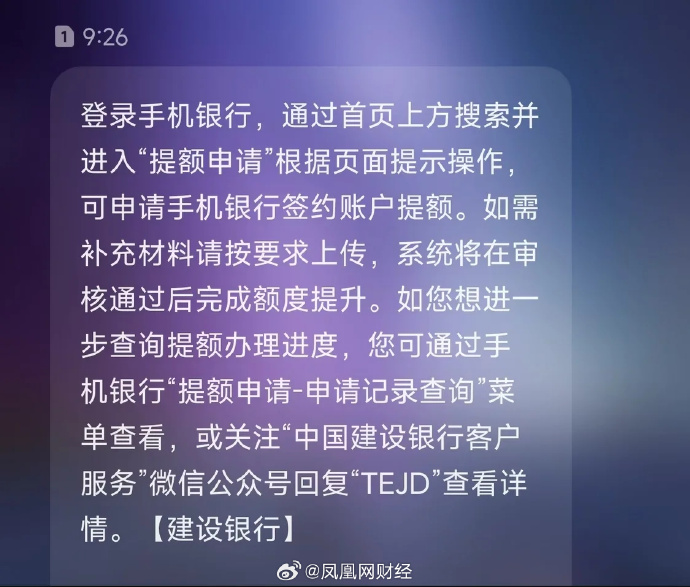 1 9:26
登录手机银行，通过首页上方搜索并
进入“提额申请”根据页面提示操作，
可申请手机银行签约账户提额。如需
补充材料请按要求上传，系统将在审
核通过后完成额度提升。如您想进一
步查询提额办理进度，您可通过手
机银行“提额申请-申请记录查询”菜
单查看，或关注“中国建设银行客户
服务”微信公众号回复“TEJD”查看详
情。【建设银行】
@凤凰网财经